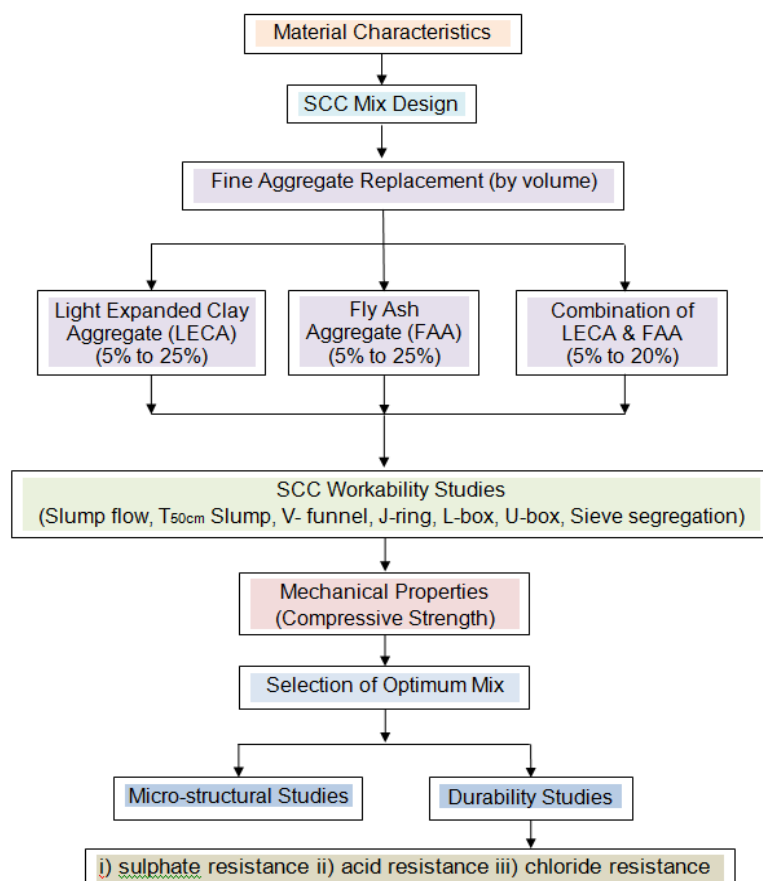 Material Characteristics
SCC Mix Design
Fine Aggregate Replacement (by volume)
Light Expanded Clay
Aggregate (LECA)
(5% to 25%)
Fly Ash
Aggregate (FAA)
(5% to 25%)
Combination of
LECA & FAA
(5% to 20%)
SCC Workability Studies
(Slump flow, T50cm Slump, V- funnel, J-ring, L-box, U-box, Sieve segregation)
Mechanical Properties
(Compressive Strength)
Selection of Optimum Mix
Micro-structural Studies
Durability Studies
i) sulphate resistance ii) acid resistance iii) chloride resistance